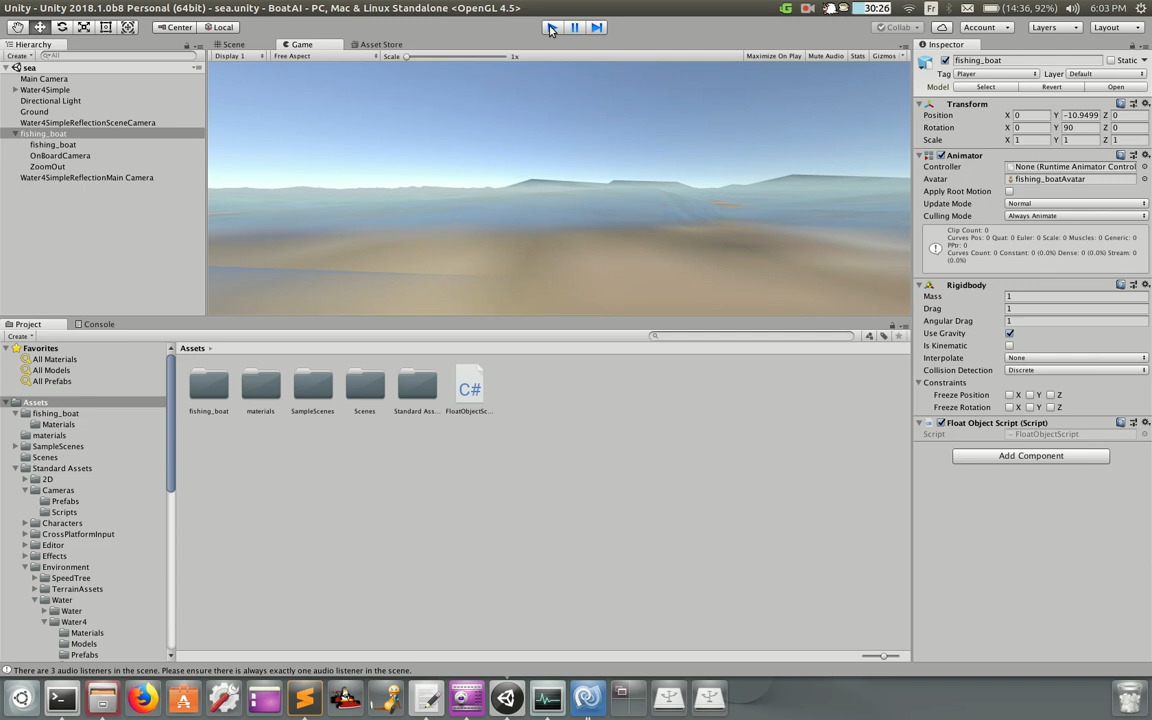 Unity - Unity 2018.1.0b8 Personal (64bit) - sea.unity - BoatAI - PC, Mac & Linux Standalone <OpenGL 4.5>
30:26
Fr
(14:36, 92%)
6:03 PM
Center
Local
Collab
Account
Layers
Layout
Hierarchy
Create
All
sea
Main Camera
Water4Simple
Directional Light
Ground
Water4SimpleReflectionSceneCamera
fishing_boat
fishing_boat
OnBoardCamera
ZoomOut
Water4SimpleReflectionMain Camera
Scene
Game
Asset Store
Display 1
Free Aspect
Scale
1x
Maximize On Play
Mute Audio
Stats
Gizmos
Inspector
fishing_boat
Static
Tag
Player
Layer
Default
Model
Select
Revert
Open
Transform
Position X 0 Y -10.9499 Z 0
Rotation X 0 Y 90 Z 0
Scale X 1 Y 1 Z 1
Animator
Controller
None (Runtime Animator Control
Avatar
fishing_boatAvatar
Apply Root Motion
Update Mode
Normal
Culling Mode
Always Animate
Clip Count: 0
Curves Pos: 0 Quat: 0 Euler: 0 Scale: 0 Muscles: 0 Generic: 0
PPtr: 0
Curves Count: 0 Constant: 0 (0.0%) Dense: 0 (0.0%) Stream: 0
(0.0%)
Rigidbody
Mass 1
Drag 1
Angular Drag 1
Use Gravity
Is Kinematic
Interpolate
None
Collision Detection
Discrete
Constraints
Freeze Position X Y Z
Freeze Rotation X Y Z
Float Object Script (Script)
Script
FloatObjectScript
Add Component
Project
Console
Create
Favorites
All Materials
All Models
All Prefabs
Assets
fishing_boat
Materials
materials
SampleScenes
Scenes
Standard Assets
2D
Cameras
Prefabs
Scripts
Characters
CrossPlatformInput
Editor
Effects
Environment
SpeedTree
TerrainAssets
Water
Water
Water4
Materials
Models
Prefabs
Assets
C#
fishing_boat
materials
SampleScenes
Scenes
Standard Ass...
FloatObjectSc...
There are 3 audio listeners in the scene. Please ensure there is always exactly one audio listener in the scene.